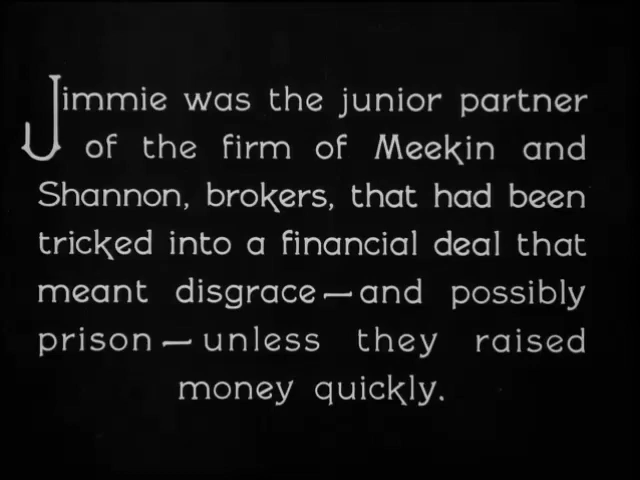 Jimmie was the junior partner
of the firm of Meekin and
Shannon, brokers, that had been
tricked into a financial deal that
meant disgrace—and possibly
prison—unless they raised
money quickly.